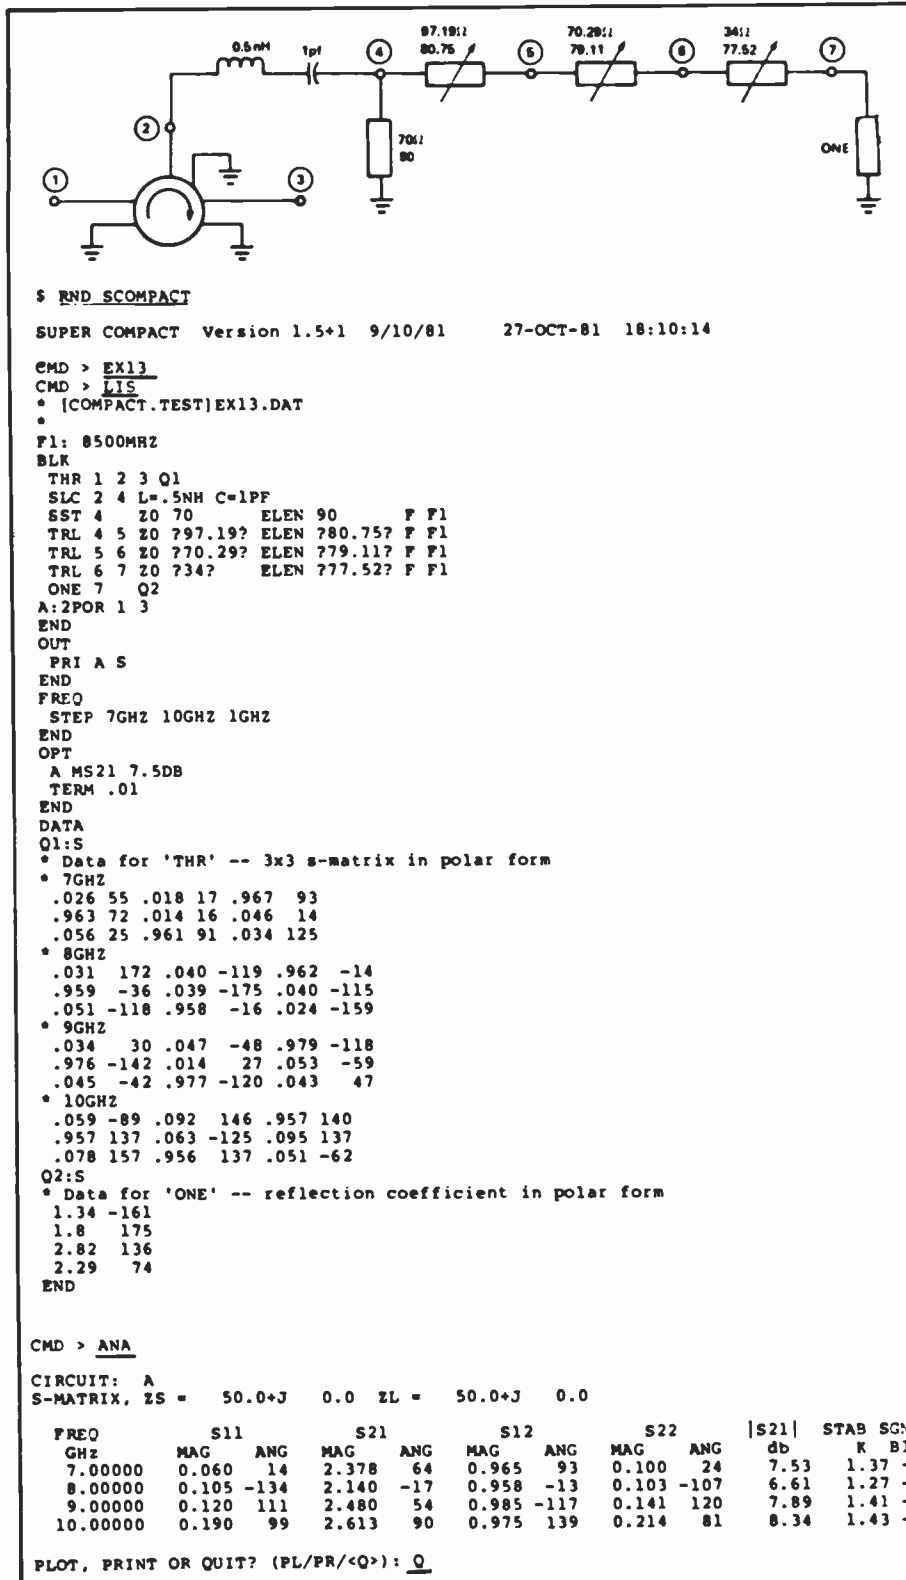 97.19Ω 70.29Ω 34Ω
0.5nH 1pf 4 80.75 5 79.11 6 77.52 7
2 70Ω
90 ONE
1 3
$ RND SCOMPACT
SUPER COMPACT Version 1.5+1 9/10/81 27-OCT-81 18:10:14
CMD > EX13
CMD > LIS
* [COMPACT.TEST]EX13.DAT
*
F1: 8500MHZ
BLK
THR 1 2 3 Q1
SLC 2 4 L=.5NH C=1PF
SST 4 ZO 70 ELEN 90 F F1
TRL 4 5 ZO ?97.19? ELEN ?80.75? F F1
TRL 5 6 ZO ?70.29? ELEN ?79.11? F F1
TRL 6 7 ZO ?34? ELEN ?77.52? F F1
ONE 7 Q2
A:2POR 1 3
END
OUT
PRI A S
END
FREQ
STEP 7GHZ 10GHZ 1GHZ
END
OPT
A MS21 7.5DB
TERM .01
END
DATA
Q1:S
* Data for 'THR' -- 3x3 s-matrix in polar form
* 7GHZ
.026 55 .018 17 .967 93
.963 72 .014 16 .046 14
.056 25 .961 91 .034 125
* 8GHZ
.031 172 .040 -119 .962 -14
.959 -36 .039 -175 .040 -115
.051 -118 .958 -16 .024 -159
* 9GHZ
.034 30 .047 -48 .979 -118
.976 -142 .014 27 .053 -59
.045 -42 .977 -120 .043 47
* 10GHZ
.059 -89 .092 146 .957 140
.957 137 .063 -125 .095 137
.078 157 .956 137 .051 -62
Q2:S
* Data for 'ONE' -- reflection coefficient in polar form
1.34 -161
1.8 175
2.82 136
2.29 74
END
CMD > ANA
CIRCUIT: A
S-MATRIX, ZS = 50.0+J 0.0 ZL = 50.0+J 0.0
FREQ S11 S21 S12 S22 |S21| STAB SGN
GHZ MAG ANG MAG ANG MAG ANG MAG ANG db K B1
7.00000 0.060 14 2.378 64 0.965 93 0.100 24 7.53 1.37 -
8.00000 0.105 -134 2.140 -17 0.958 -13 0.103 -107 6.61 1.27 -
9.00000 0.120 111 2.480 54 0.985 -117 0.141 120 7.89 1.41 -
10.00000 0.190 99 2.613 90 0.975 139 0.214 81 8.34 1.43 -
PLOT, PRINT OR QUIT? (PL/PR/<Q>): Q